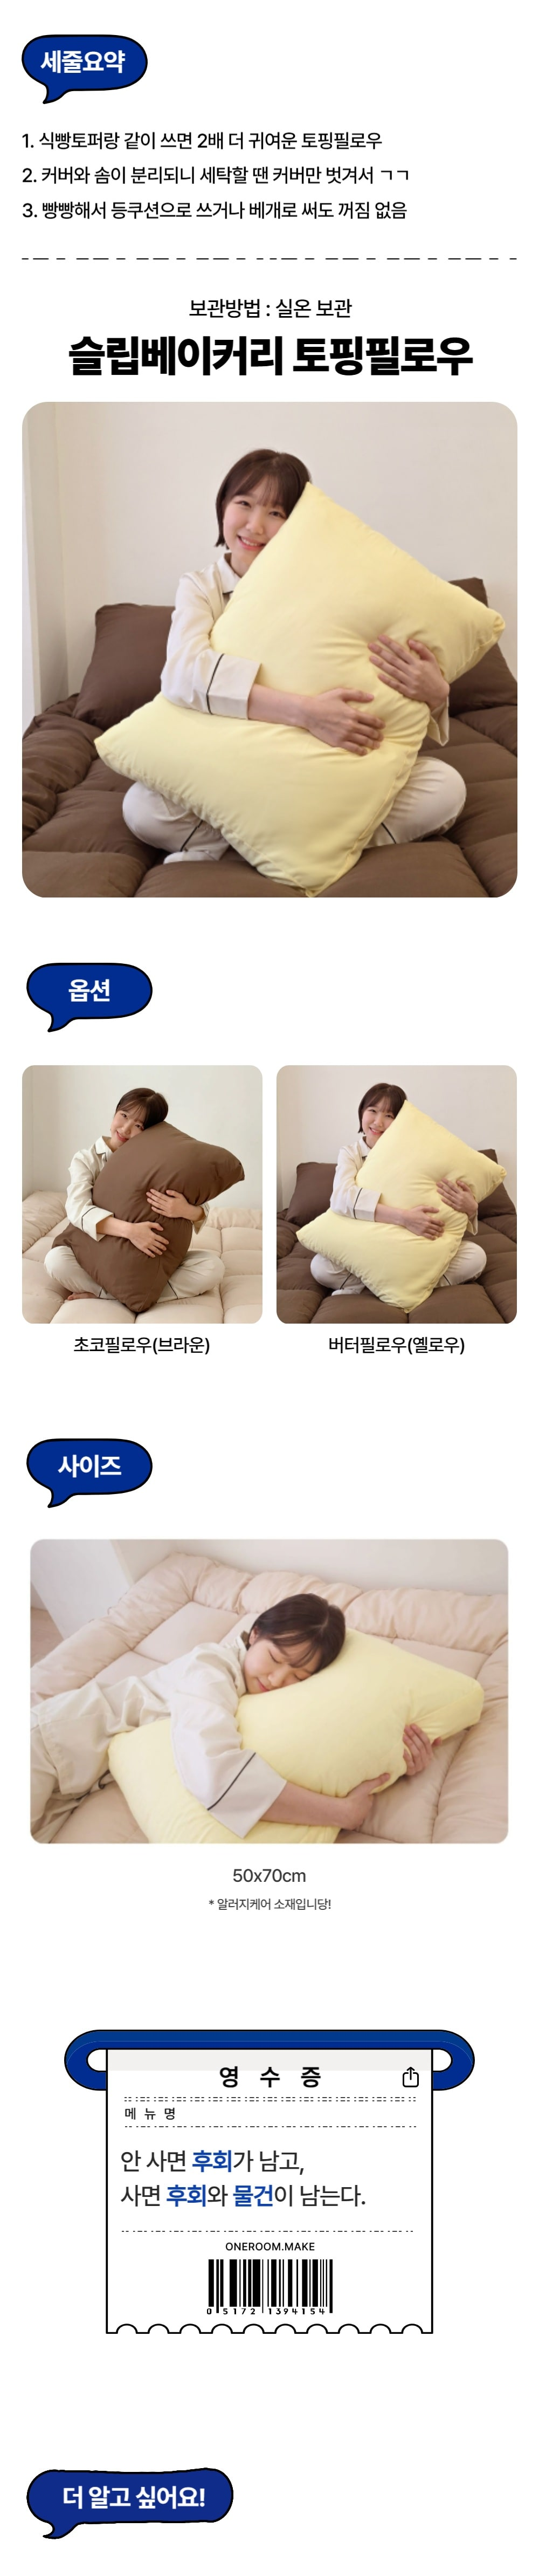 세줄요약
1. 식빵토퍼랑 같이 쓰면 2배 더 귀여운 토핑필로우
2. 커버와 솜이 분리되니 세탁할 땐 커버만 벗겨서 ㄱㄱ
3. 빵빵해서 등쿠션으로 쓰거나 베개로 써도 꺼짐 없음
보관방법 : 실온 보관
슬립베이커리 토핑필로우
옵션
초코필로우(브라운)
버터필로우(옐로우)
사이즈
50x70cm
* 알러지케어 소재입니당!
영 수 증
메 뉴 명
안 사면 후회가 남고,
사면 후회와 물건이 남는다.
ONEROOM.MAKE
0 5172 1394154
더 알고 싶어요!